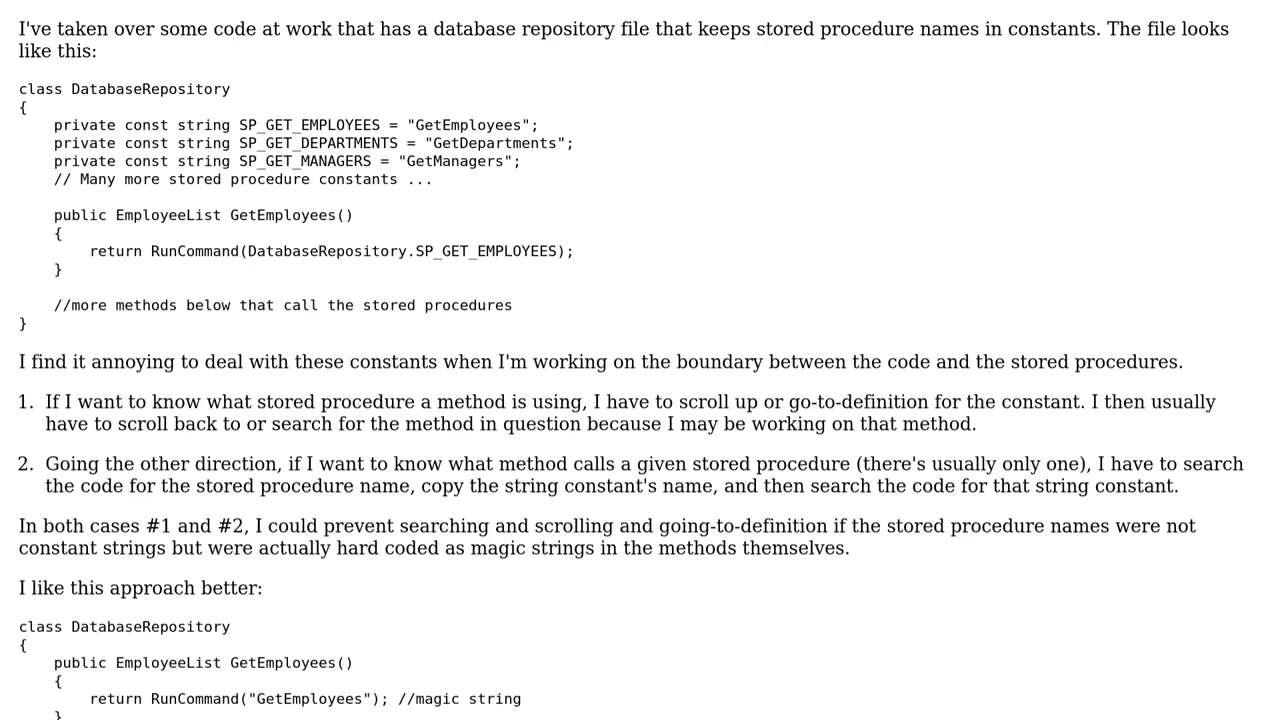 I've taken over some code at work that has a database repository file that keeps stored procedure names in constants. The file looks
like this:
class DatabaseRepository
{
    private const string SP_GET_EMPLOYEES = "GetEmployees";
    private const string SP_GET_DEPARTMENTS = "GetDepartments";
    private const string SP_GET_MANAGERS = "GetManagers";
    // Many more stored procedure constants ...
    public EmployeeList GetEmployees()
    {
        return RunCommand(DatabaseRepository.SP_GET_EMPLOYEES);
    }
    //more methods below that call the stored procedures
}
I find it annoying to deal with these constants when I'm working on the boundary between the code and the stored procedures.
1. If I want to know what stored procedure a method is using, I have to scroll up or go-to-definition for the constant. I then usually
have to scroll back to or search for the method in question because I may be working on that method.
2. Going the other direction, if I want to know what method calls a given stored procedure (there's usually only one), I have to search
the code for the stored procedure name, copy the string constant's name, and then search the code for that string constant.
In both cases #1 and #2, I could prevent searching and scrolling and going-to-definition if the stored procedure names were not
constant strings but were actually hard coded as magic strings in the methods themselves.
I like this approach better:
class DatabaseRepository
{
    public EmployeeList GetEmployees()
    {
        return RunCommand("GetEmployees"); //magic string
    }